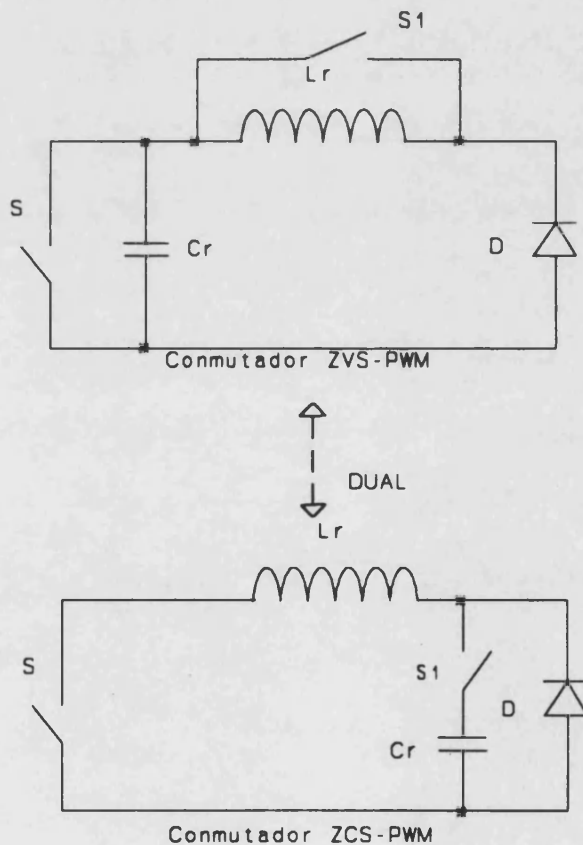 S1
Lr
S
Cr
D
Conmutador ZVS-PWM
DUAL
Lr
S
S1
D
Cr
Conmutador ZCS-PWM